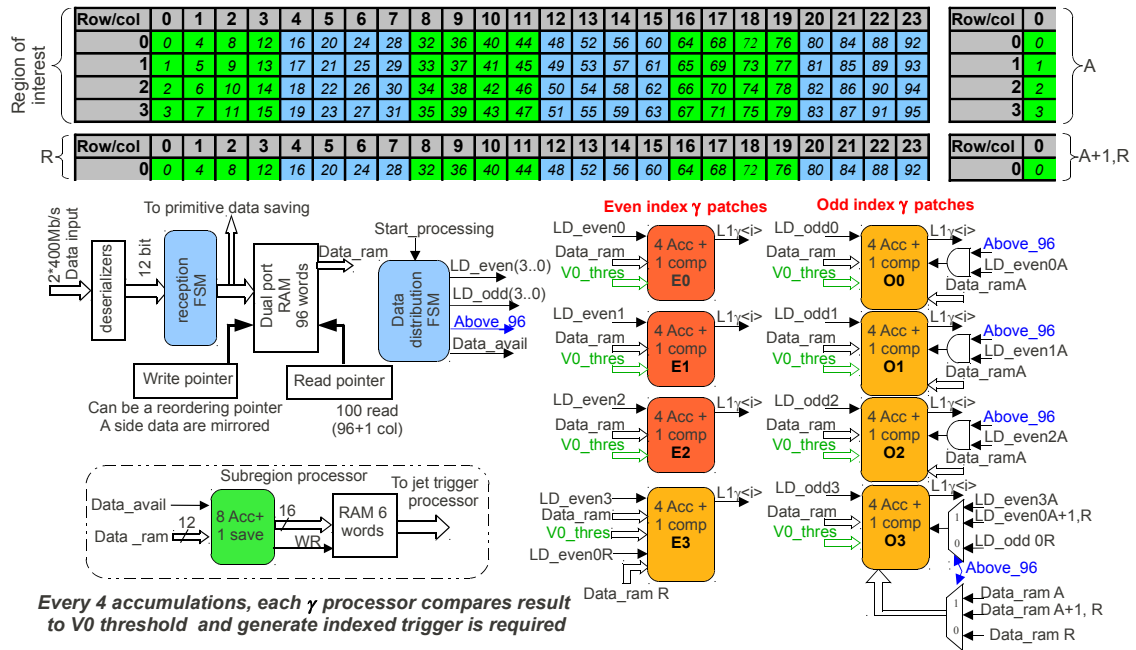 Row/col 0 1 2 3 4 5 6 7 8 9 10 11 12 13 14 15 16 17 18 19 20 21 22 23
0 0 4 8 12 16 20 24 28 32 36 40 44 48 52 56 60 64 68 72 76 80 84 88 92
1 1 5 9 13 17 21 25 29 33 37 41 45 49 53 57 61 65 69 73 77 81 85 89 93
2 2 6 10 14 18 22 26 30 34 38 42 46 50 54 58 62 66 70 74 78 82 86 90 94
3 3 7 11 15 19 23 27 31 35 39 43 47 51 55 59 63 67 71 75 79 83 87 91 95
Region of
interest
Row/col 0
0 0
1 1
2 2
3 3
A
R
Row/col 0 1 2 3 4 5 6 7 8 9 10 11 12 13 14 15 16 17 18 19 20 21 22 23
0 0 4 8 12 16 20 24 28 32 36 40 44 48 52 56 60 64 68 72 76 80 84 88 92
Row/col 0
0 0
A+1,R
2*400Mb/s
Data input
deserializers
12 bit
reception
FSM
To primitive data saving
Dual port
RAM
96 words
Data_ram
Start_processing
Data
distribution
FSM
LD_even(3..0)
LD_odd(3..0)
Above_96
Data_avail
Write pointer
Read pointer
Can be a reordering pointer
A side data are mirrored
100 read
(96+1 col)
Subregion processor
Data_avail
Data _ram
12
8 Acc+
1 save
16
WR
RAM 6
words
To jet trigger
processor
Every 4 accumulations, each γ processor compares result
to V0 threshold and generate indexed trigger is required
Even index γ patches
LD_even0
Data_ram
V0_thres
4 Acc +
1 comp
E0
L1γ<i>
LD_even1
Data_ram
V0_thres
4 Acc +
1 comp
E1
L1γ<i>
LD_even2
Data_ram
V0_thres
4 Acc +
1 comp
E2
L1γ<i>
LD_even3
Data_ram
V0_thres
LD_even0R
Data_ram R
4 Acc +
1 comp
E3
L1γ<i>
Odd index γ patches
LD_odd0
Data_ram
V0_thres
4 Acc +
1 comp
O0
L1γ<i>
Above_96
LD_even0A
Data_ramA
LD_odd1
Data_ram
V0_thres
4 Acc +
1 comp
O1
L1γ<i>
Above_96
LD_even1A
Data_ramA
LD_odd2
Data_ram
V0_thres
4 Acc +
1 comp
O2
L1γ<i>
Above_96
LD_even2A
Data_ramA
LD_odd3
Data_ram
V0_thres
4 Acc +
1 comp
O3
L1γ<i>
1
0
LD_even3A
LD_even0A+1,R
LD_odd 0R
Above_96
1
0
Data_ram A
Data_ram A+1, R
Data_ram R